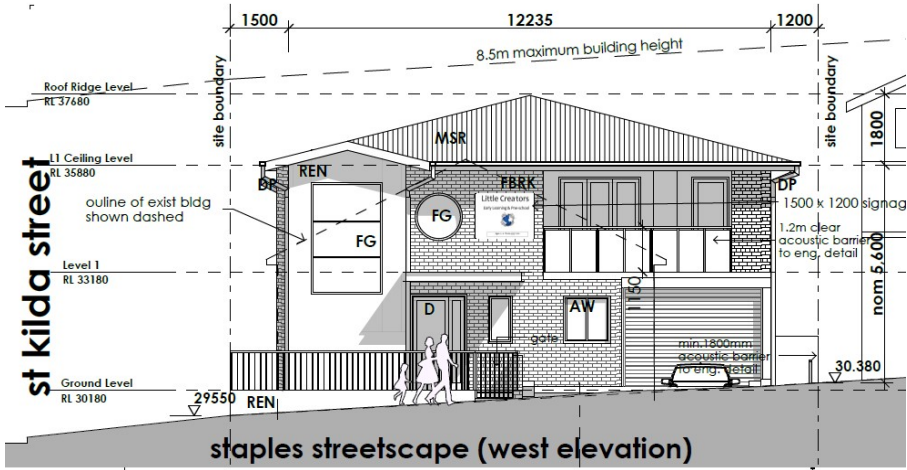 1500
12235
1200
8.5m maximum building height
site boundary
site boundary
Roof Ridge Level
RL 37680
MSR
1800
L1 Ceiling Level
RL 35880
DP
REN
FBRK
DP
ouline of exist bldg
shown dashed
Little Creators
FG
FG
1500 x 1200 signag
1.2m clear
acoustic barrier
to eng. detail
Level 1
RL 33180
nom 5,600
1150
D
AW
gate
min.1800mm
acoustic barrier
to eng. detail
30.380
Ground Level
RL 30180
29550
REN
st kilda street
staples streetscape (west elevation)